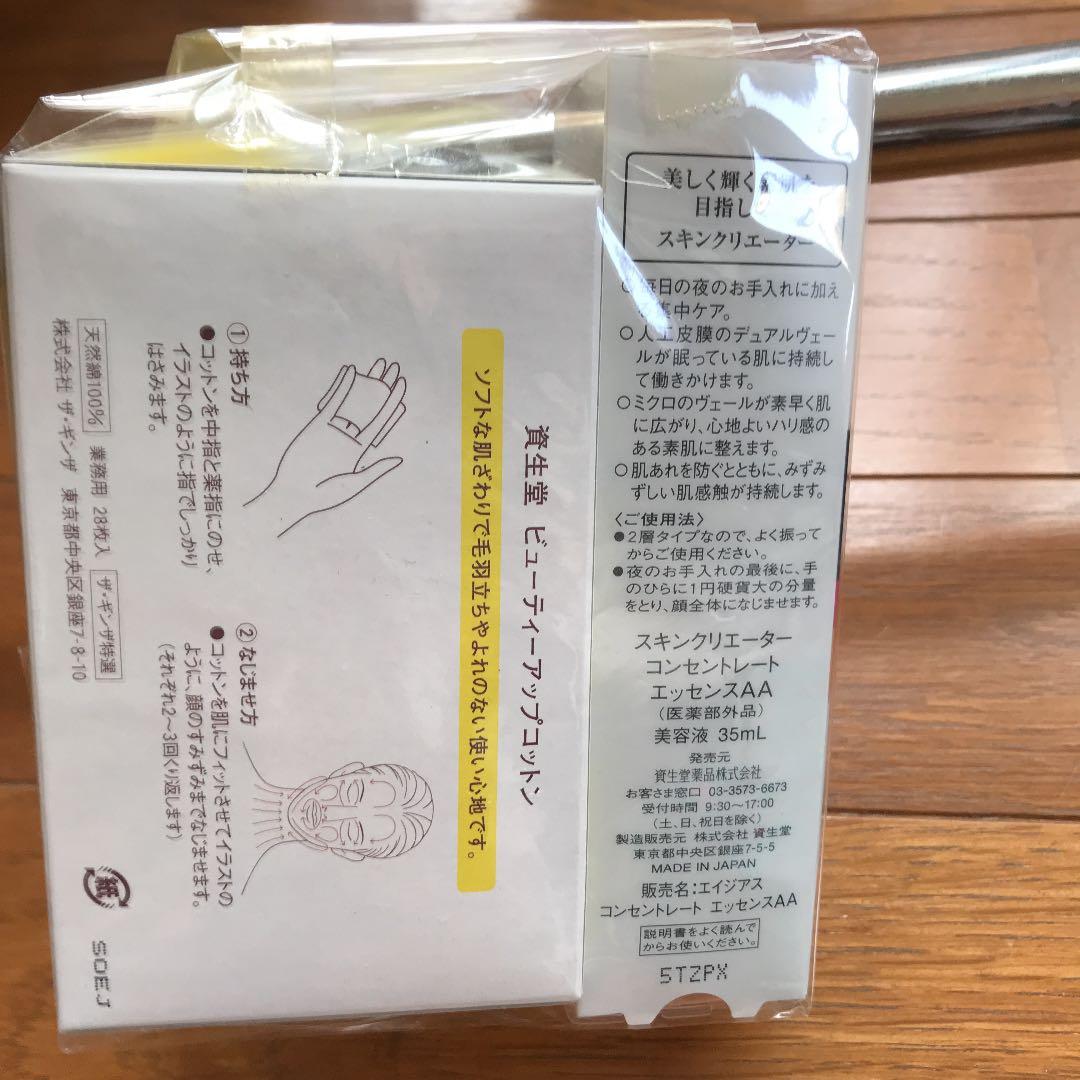 資生堂 ビューティーアップコットン
ソフトな肌ざわりで毛羽立ちやよれのない使い心地です。
① 持ち方
●コットンを中指と薬指にのせ、
イラストのように指でしっかり
はさみます。
② なじませ方
●コットンを肌にフィットさせてイラストの
ように、顔のすみずみまでなじませます。
(それぞれ2〜3回くり返します)
天然綿100% 業務用 28枚入 ザ・ギンザ特選
株式会社 ザ・ギンザ 東京都中央区銀座7-8-10
紙
SOEJ
美しく輝く
目指し
スキンクリエーター
毎日の夜のお手入れに加え
集中ケア。
○人工皮膜のデュアルヴェー
ルが眠っている肌に持続し
て働きかけます。
○ミクロのヴェールが素早く肌
に広がり、心地よいハリ感の
ある素肌に整えます。
○肌あれを防ぐとともに、みずみ
ずしい肌感触が持続します。
〈ご使用法〉
●2層タイプなので、よく振って
からご使用ください。
●夜のお手入れの最後に、手
のひらに1円硬貨大の分量
をとり、顔全体になじませます。
スキンクリエーター
コンセントレート
エッセンスAA
(医薬部外品)
美容液 35mL
発売元
資生堂薬品株式会社
お客さま窓口 03-3573-6673
受付時間 9:30〜17:00
(土、日、祝日を除く)
製造販売元 株式会社 資生堂
東京都中央区銀座7-5-5
MADE IN JAPAN
販売名:エイジアス
コンセントレート エッセンスAA
説明書をよく読んで
からお使いください。
5TZPX